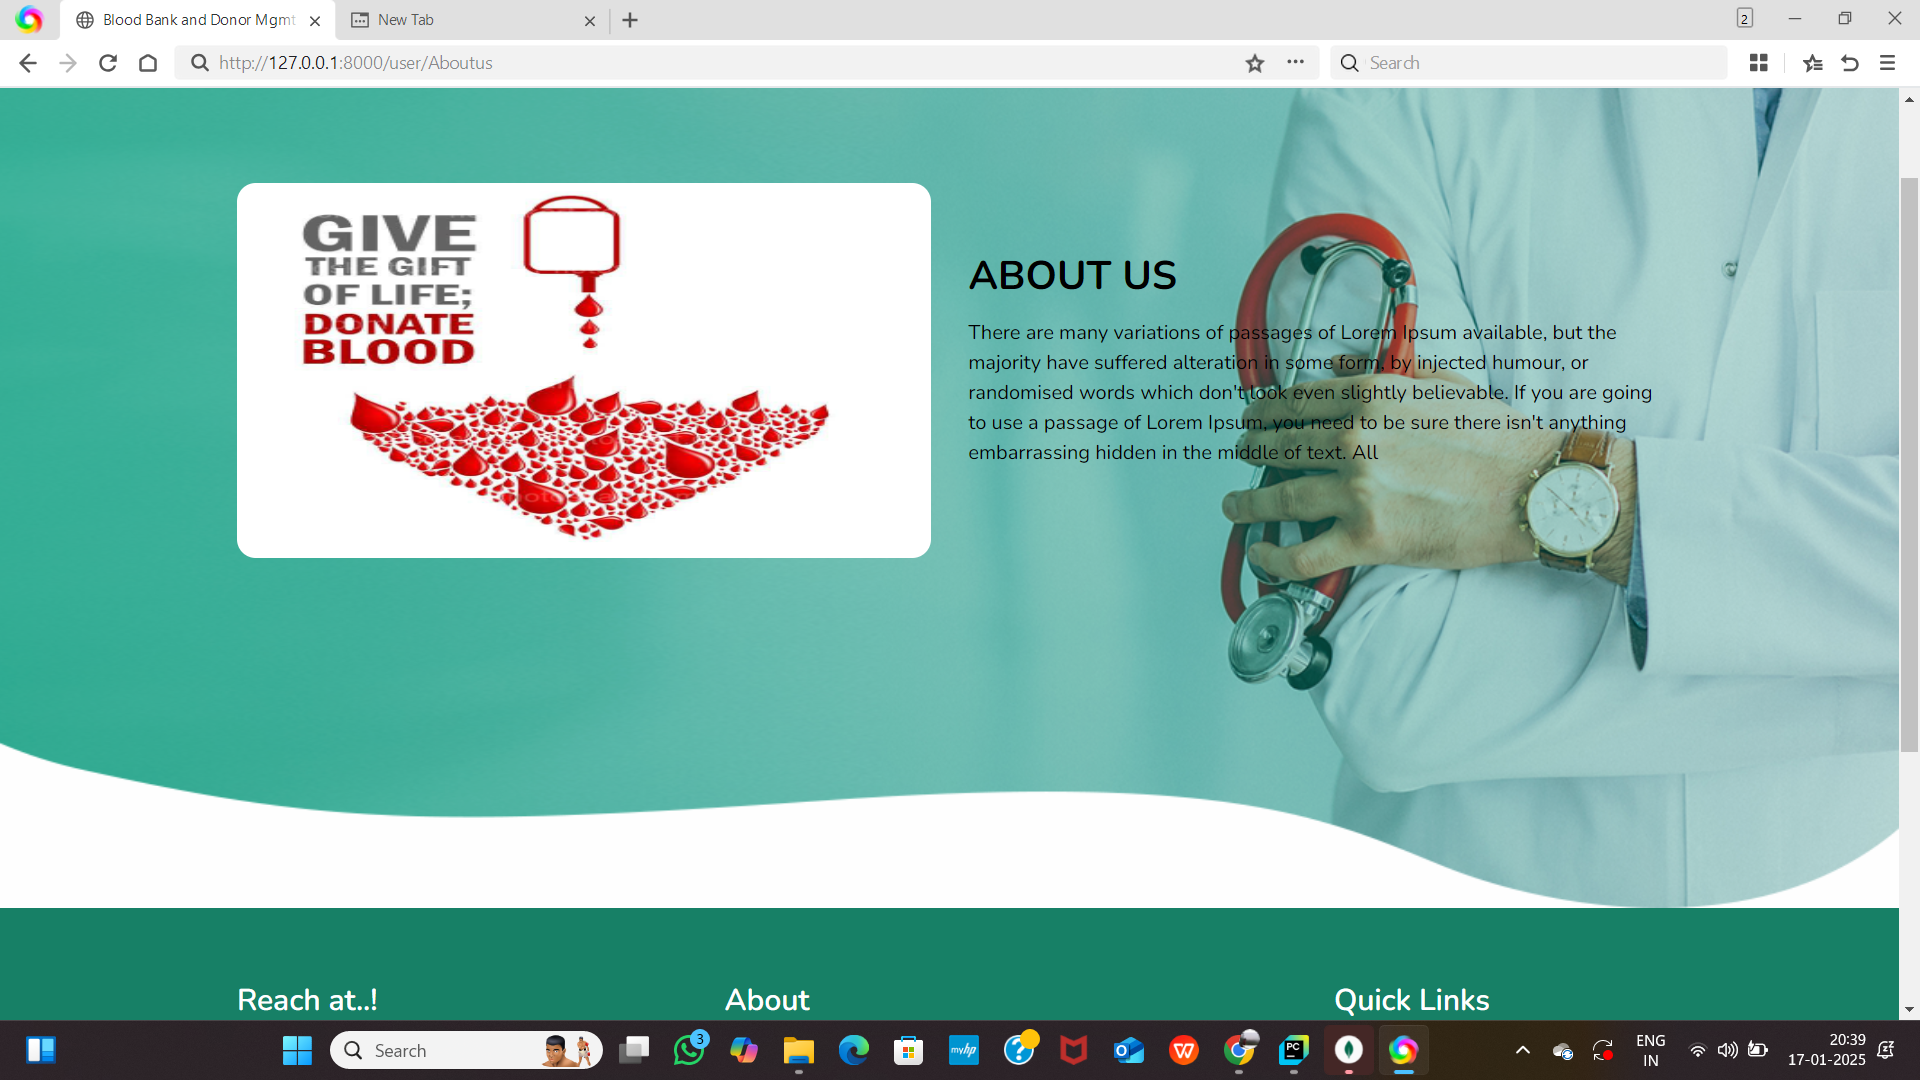 Blood Bank and Donor Mgmt
New Tab
2
http://127.0.0.1:8000/user/Aboutus
Search
GIVE
THE GIFT
OF LIFE;
DONATE
BLOOD
ABOUT US
There are many variations of passages of Lorem Ipsum available, but the
majority have suffered alteration in some form, by injected humour, or
randomised words which don't look even slightly believable. If you are going
to use a passage of Lorem Ipsum, you need to be sure there isn't anything
embarrassing hidden in the middle of text. All
Reach at..!
About
Quick Links
Search
3
myhp
PC
ENG
IN
20:39
17-01-2025